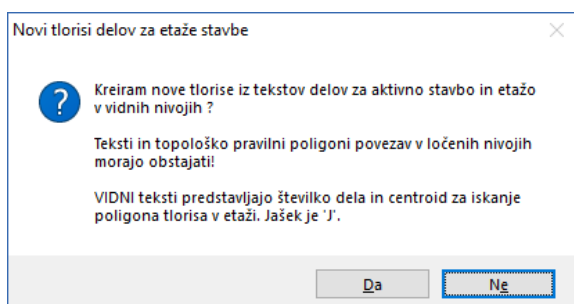 Novi tlorisi delov za etaže stavbe
Kreiram nove tlorise iz tekstov delov za aktivno stavbo in etažo
v vidnih nivojih ?
Teksti in topološko pravilni poligoni povezav v ločenih nivojih
morajo obstajati!
VIDNI teksti predstavljajo številko dela in centroid za iskanje
poligona tlorisa v etaži. Jašek je 'J'.
Da
Ne